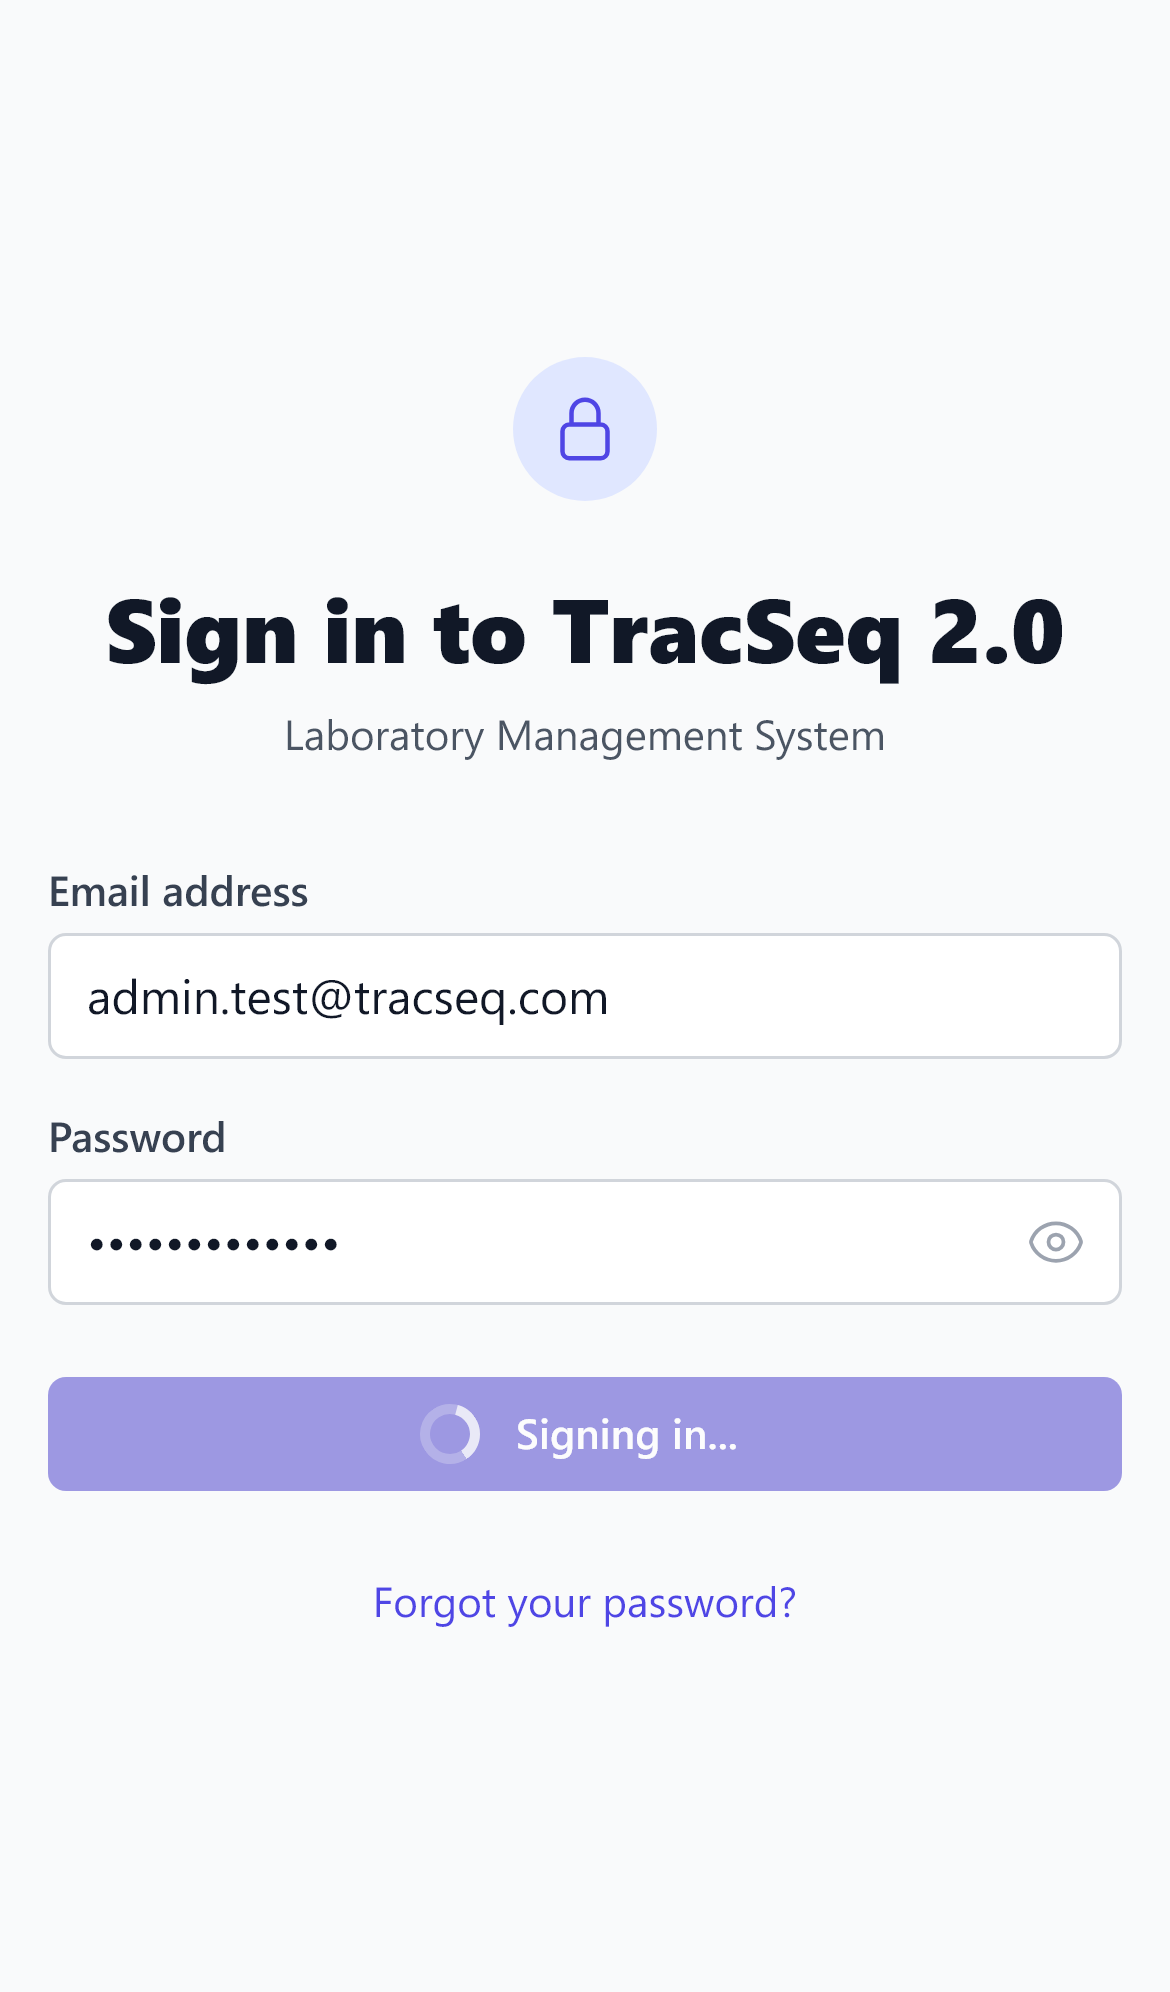 Sign in to TracSeq 2.0
Laboratory Management System
Email address
admin.test@tracseq.com
Password
•••••••••••••
Signing in...
Forgot your password?